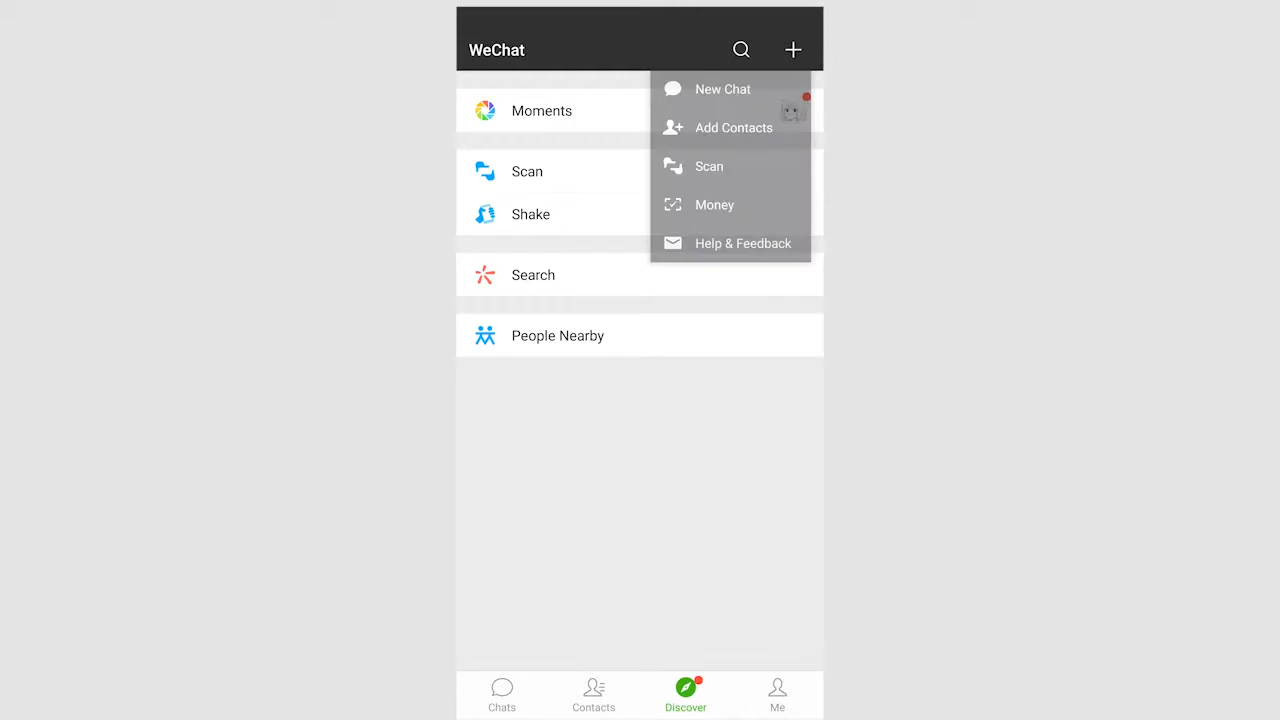 WeChat
New Chat
Moments
Add Contacts
Scan
Scan
Money
Shake
Help & Feedback
Search
People Nearby
Chats
Contacts
Discover
Me